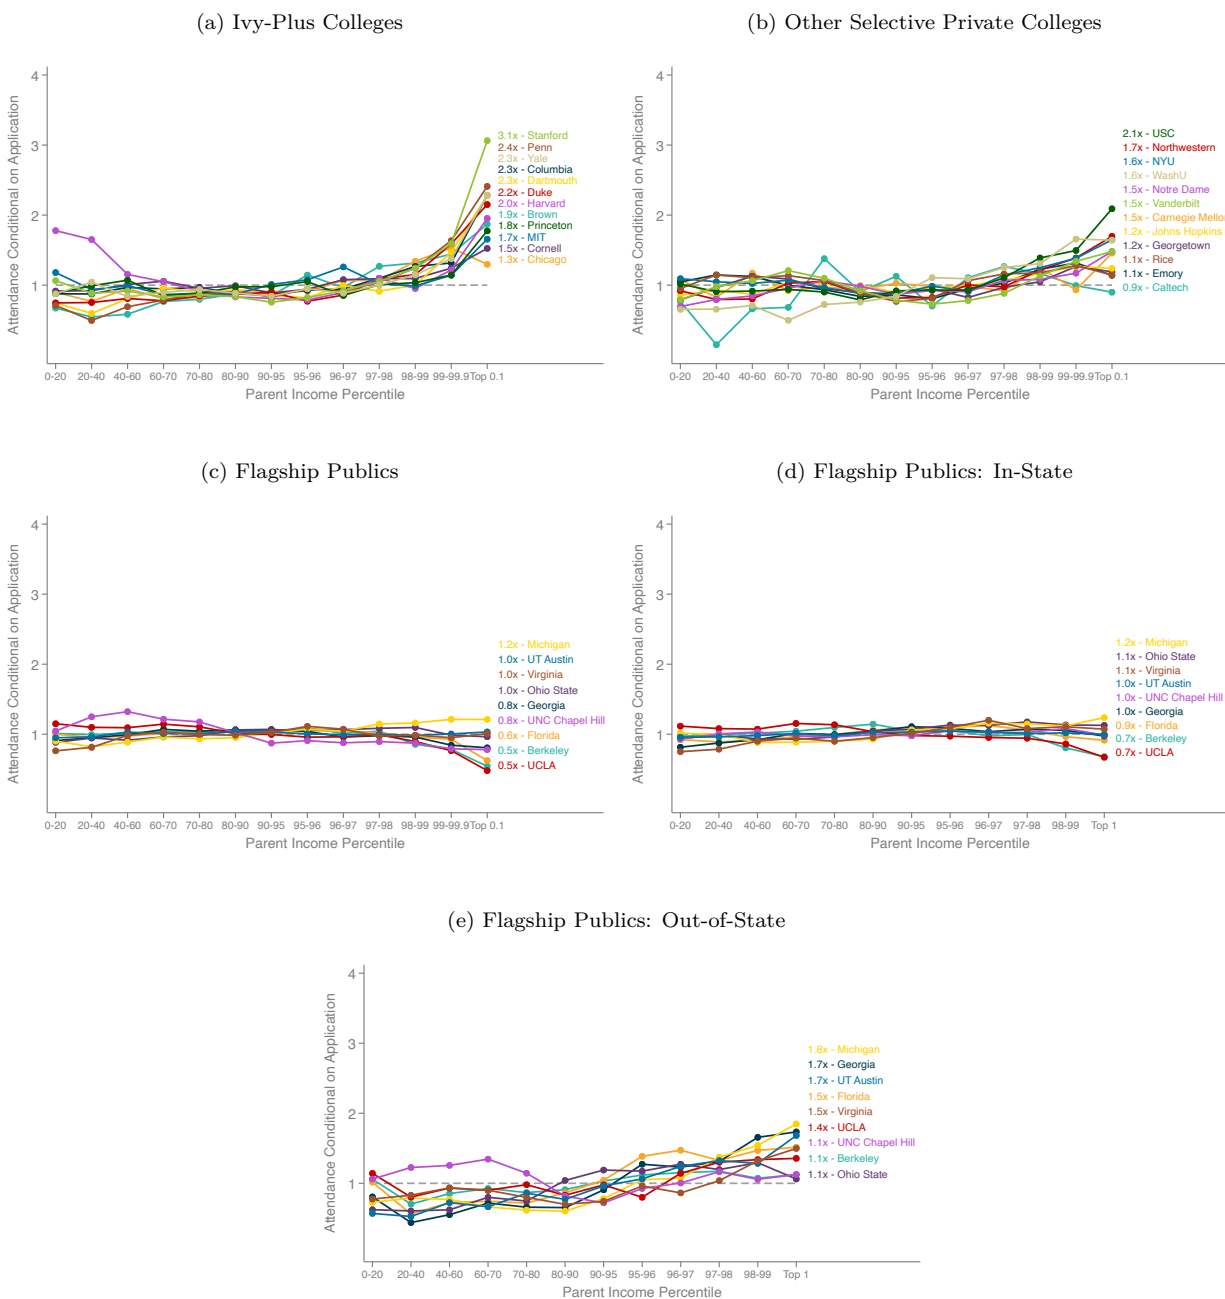 (a) Ivy-Plus Colleges
Attendance Conditional on Application
4
3
2
1
3.1x - Stanford
2.4x - Penn
2.3x - Yale
2.3x - Columbia
2.3x - Dartmouth
2.2x - Duke
2.0x - Harvard
1.9x - Brown
1.8x - Princeton
1.7x - MIT
1.5x - Cornell
1.3x - Chicago
0-20 20-40 40-60 60-70 70-80 80-90 90-95 95-96 96-97 97-98 98-99 99-99.9 Top 0.1
Parent Income Percentile
(b) Other Selective Private Colleges
Attendance Conditional on Application
4
3
2
1
2.1x - USC
1.7x - Northwestern
1.6x - NYU
1.6x - WashU
1.5x - Notre Dame
1.5x - Vanderbilt
1.5x - Carnegie Mello
1.2x - Johns Hopkins
1.2x - Georgetown
1.1x - Rice
1.1x - Emory
0.9x - Caltech
0-20 20-40 40-60 60-70 70-80 80-90 90-95 95-96 96-97 97-98 98-99 99-99.9 Top 0.1
Parent Income Percentile
(c) Flagship Publics
Attendance Conditional on Application
4
3
2
1
1.2x - Michigan
1.0x - UT Austin
1.0x - Virginia
1.0x - Ohio State
0.8x - Georgia
0.8x - UNC Chapel Hill
0.6x - Florida
0.5x - Berkeley
0.5x - UCLA
0-20 20-40 40-60 60-70 70-80 80-90 90-95 95-96 96-97 97-98 98-99 99-99.9 Top 0.1
Parent Income Percentile
(d) Flagship Publics: In-State
Attendance Conditional on Application
4
3
2
1
1.2x - Michigan
1.1x - Ohio State
1.1x - Virginia
1.0x - UT Austin
1.0x - UNC Chapel Hill
1.0x - Georgia
0.9x - Florida
0.7x - Berkeley
0.7x - UCLA
0-20 20-40 40-60 60-70 70-80 80-90 90-95 95-96 96-97 97-98 98-99 Top 1
Parent Income Percentile
(e) Flagship Publics: Out-of-State
Attendance Conditional on Application
4
3
2
1
1.8x - Michigan
1.7x - Georgia
1.7x - UT Austin
1.5x - Florida
1.5x - Virginia
1.4x - UCLA
1.1x - UNC Chapel Hill
1.1x - Berkeley
1.1x - Ohio State
0-20 20-40 40-60 60-70 70-80 80-90 90-95 95-96 96-97 97-98 98-99 Top 1
Parent Income Percentile